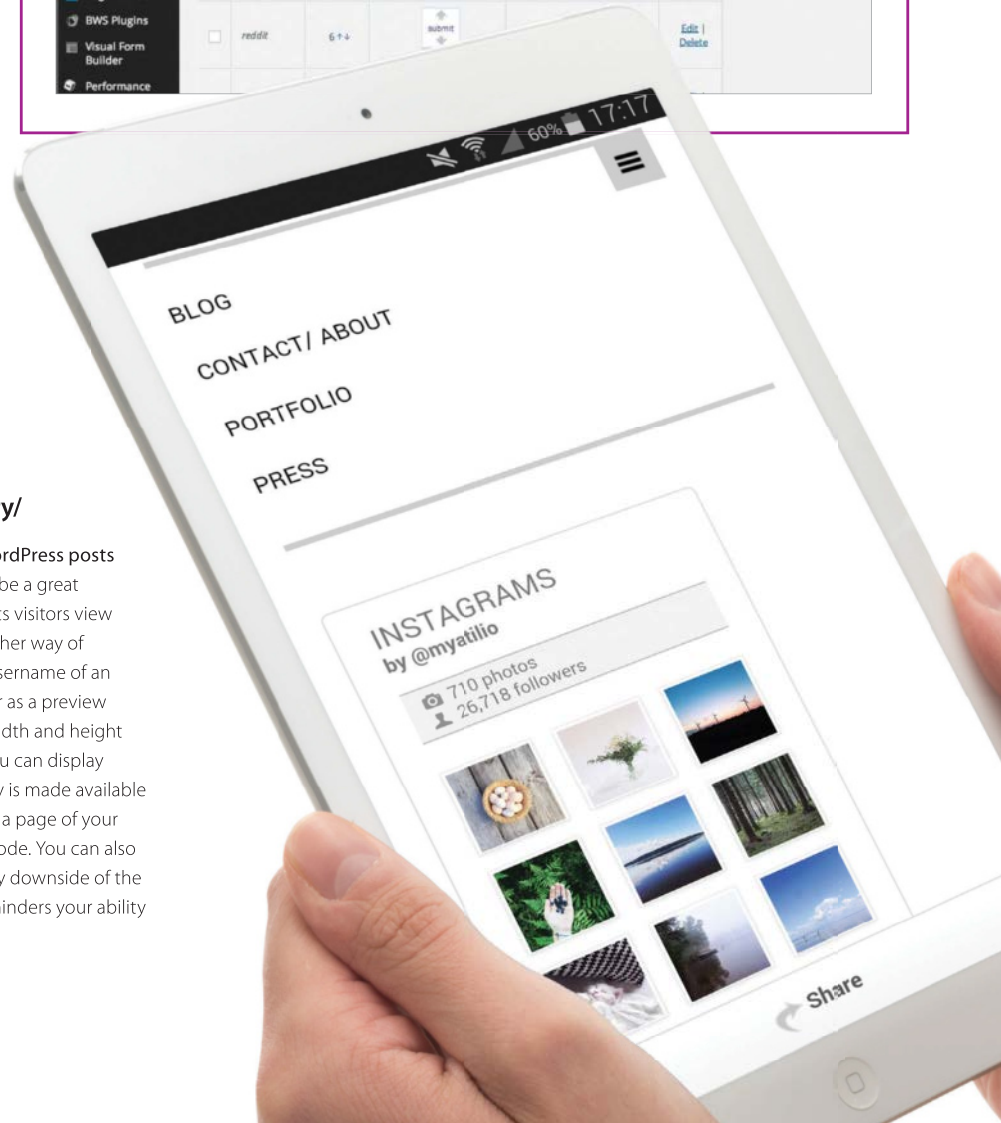 BWS Plugins
Visual Form
Builder
Performance
reddit
6↑↓
submit
Edit |
Delete
60% 17:17
BLOG
CONTACT/ ABOUT
PORTFOLIO
PRESS
INSTAGRAMS
by @myatilio
710 photos
26,718 followers
Share
y/
rdPress posts
be a great
ts visitors view
her way of
sername of an
r as a preview
dth and height
u can display
y is made available
a page of your
ode. You can also
y downside of the
hinders your ability